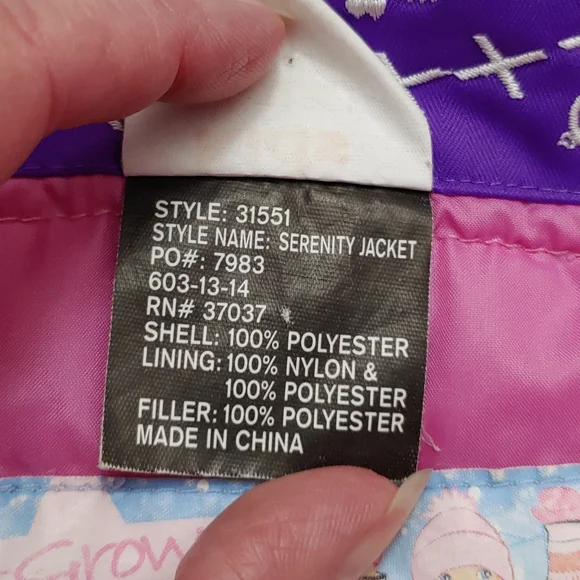 STYLE: 31551
STYLE NAME: SERENITY JACKET
PO#: 7983
603-13-14
RN# 37037
SHELL: 100% POLYESTER
LINING: 100% NYLON &
100% POLYESTER
FILLER: 100% POLYESTER
MADE IN CHINA
Grow